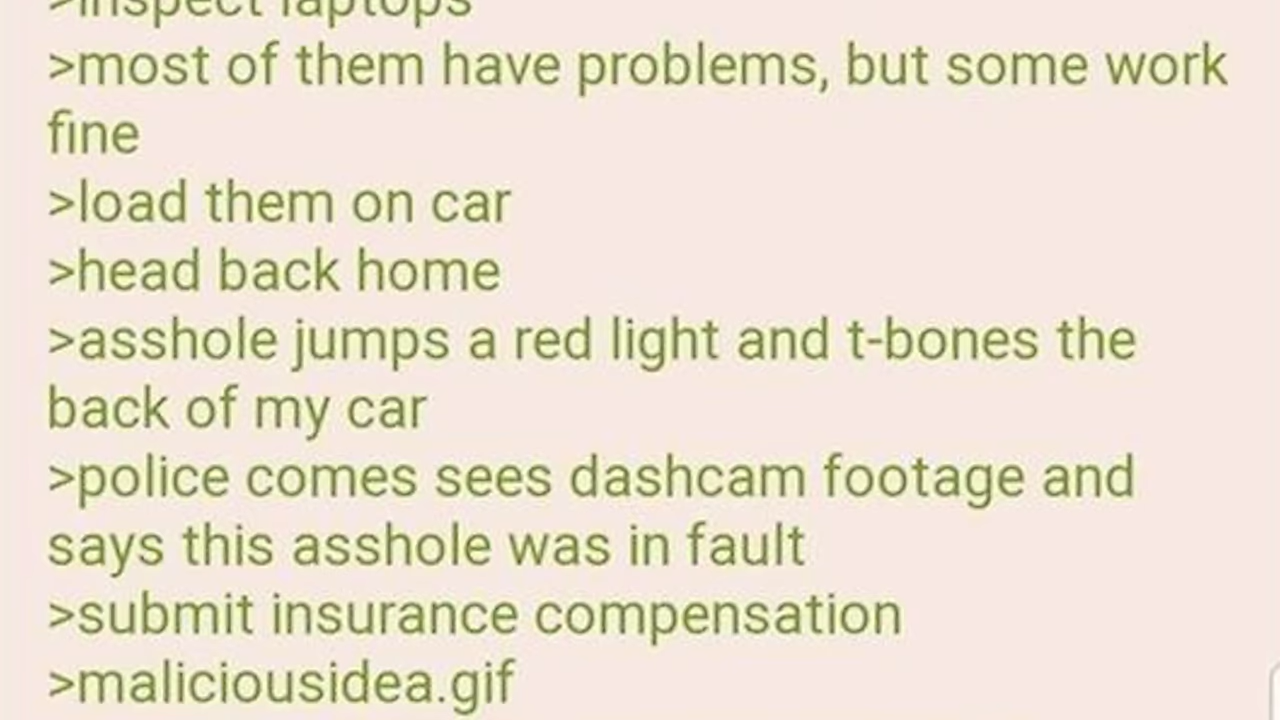 >inspect laptops
>most of them have problems, but some work
fine
>load them on car
>head back home
>asshole jumps a red light and t-bones the
back of my car
>police comes sees dashcam footage and
says this asshole was in fault
>submit insurance compensation
>maliciousidea.gif